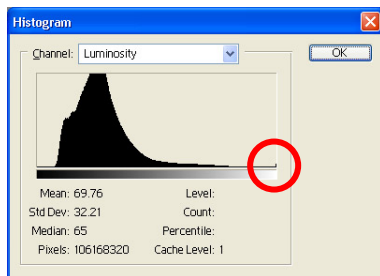 Histogram
Channel: Luminosity
OK
Mean: 69.76 Level:
Std Dev: 32.21 Count:
Median: 65 Percentile:
Pixels: 106168320 Cache Level: 1